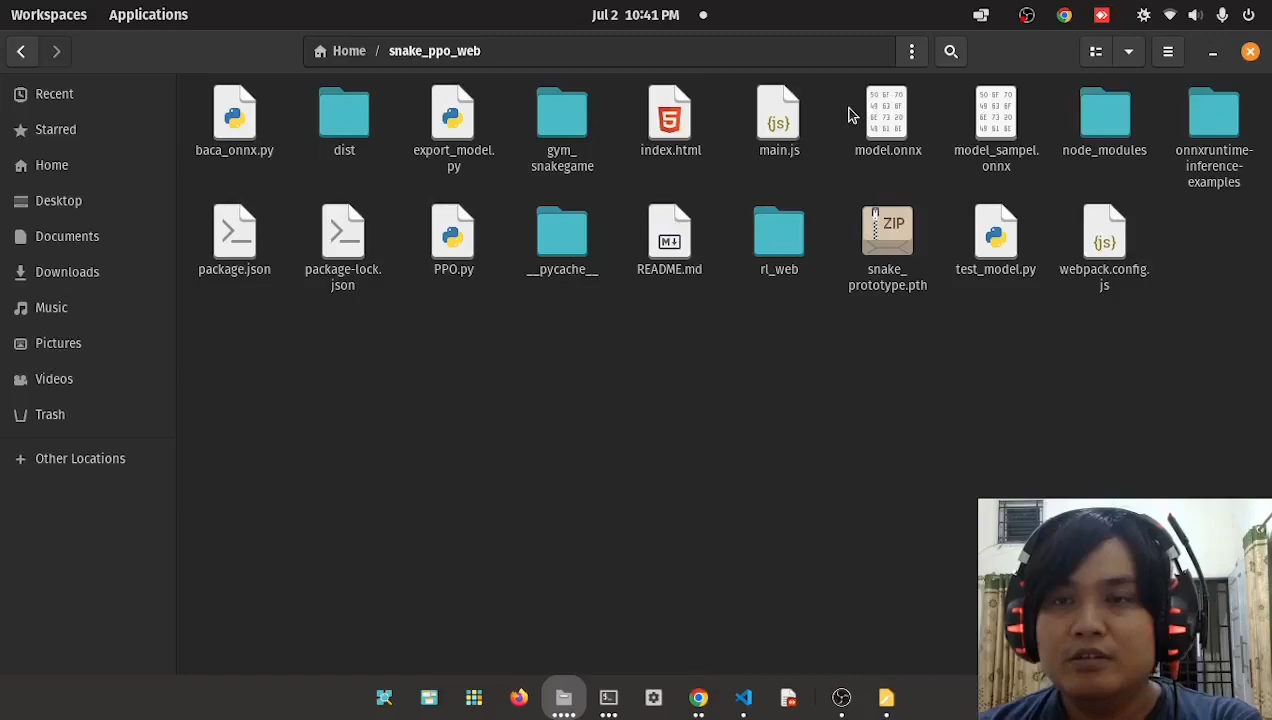 Workspaces Applications Jul 2 10:41 PM
Home / snake_ppo_web
Recent
Starred
Home
Desktop
Documents
Downloads
Music
Pictures
Videos
Trash
Other Locations
baca_onnx.py
dist
export_model.
py
gym_
snakegame
index.html
main.js
model.onnx
model_sampel.
onnx
node_modules
onnxruntime-
inference-
examples
package.json
package-lock.
json
PPO.py
__pycache__
README.md
rl_web
ZIP
snake_
prototype.pth
test_model.py
webpack.config.
js